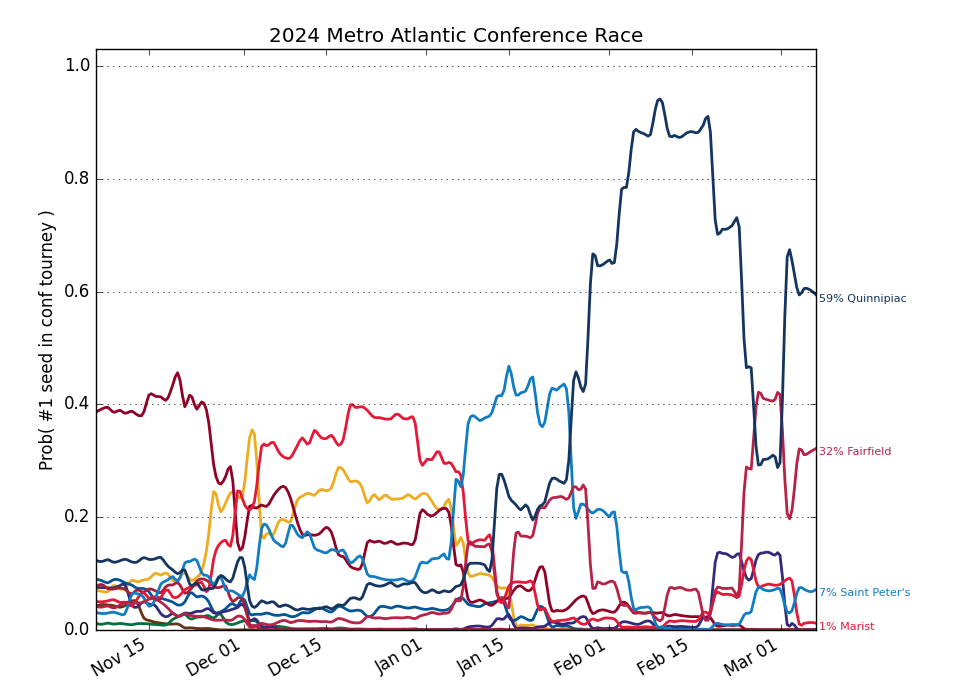 2024 Metro Atlantic Conference Race
Prob( #1 seed in conf tourney )
1.0
0.8
0.6
0.4
0.2
0.0
59% Quinnipiac
32% Fairfield
7% Saint Peter's
1% Marist
Nov 15
Dec 01
Dec 15
Jan 01
Jan 15
Feb 01
Feb 15
Mar 01